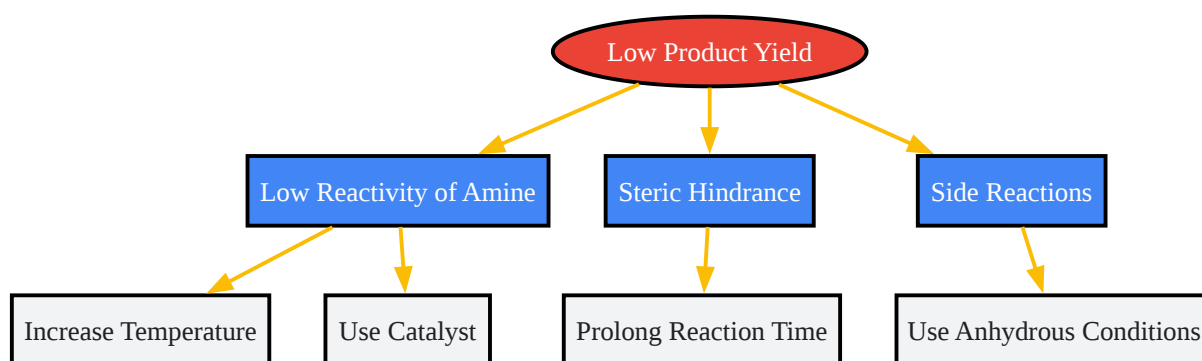 Low Product Yield
Low Reactivity of Amine
Steric Hindrance
Side Reactions
Increase Temperature
Use Catalyst
Prolong Reaction Time
Use Anhydrous Conditions